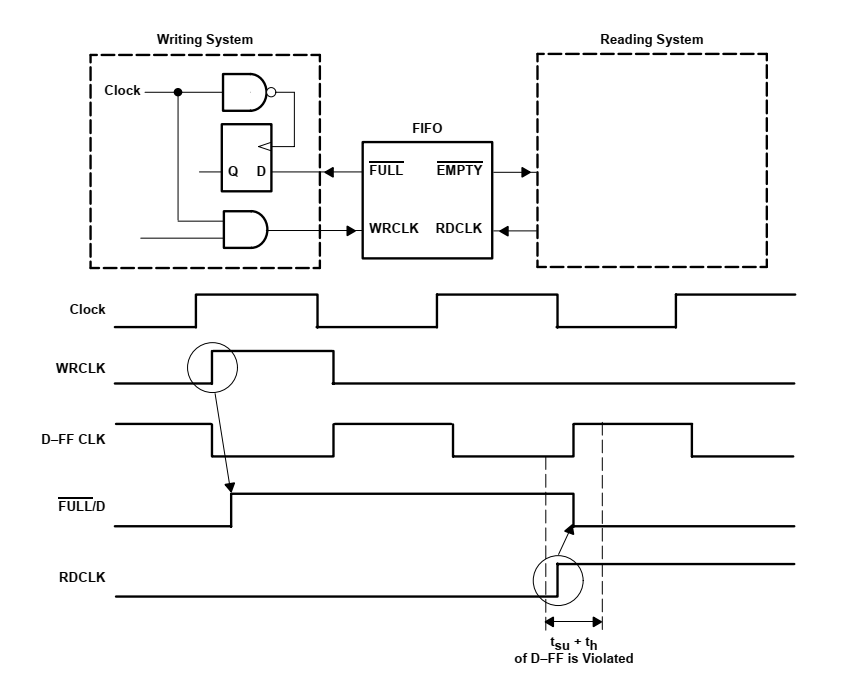 Writing System
Reading System
Clock
FIFO
Q D
FULL EMPTY
WRCLK RDCLK
Clock
WRCLK
D–FF CLK
FULL/D
RDCLK
tsu + th
of D–FF is Violated